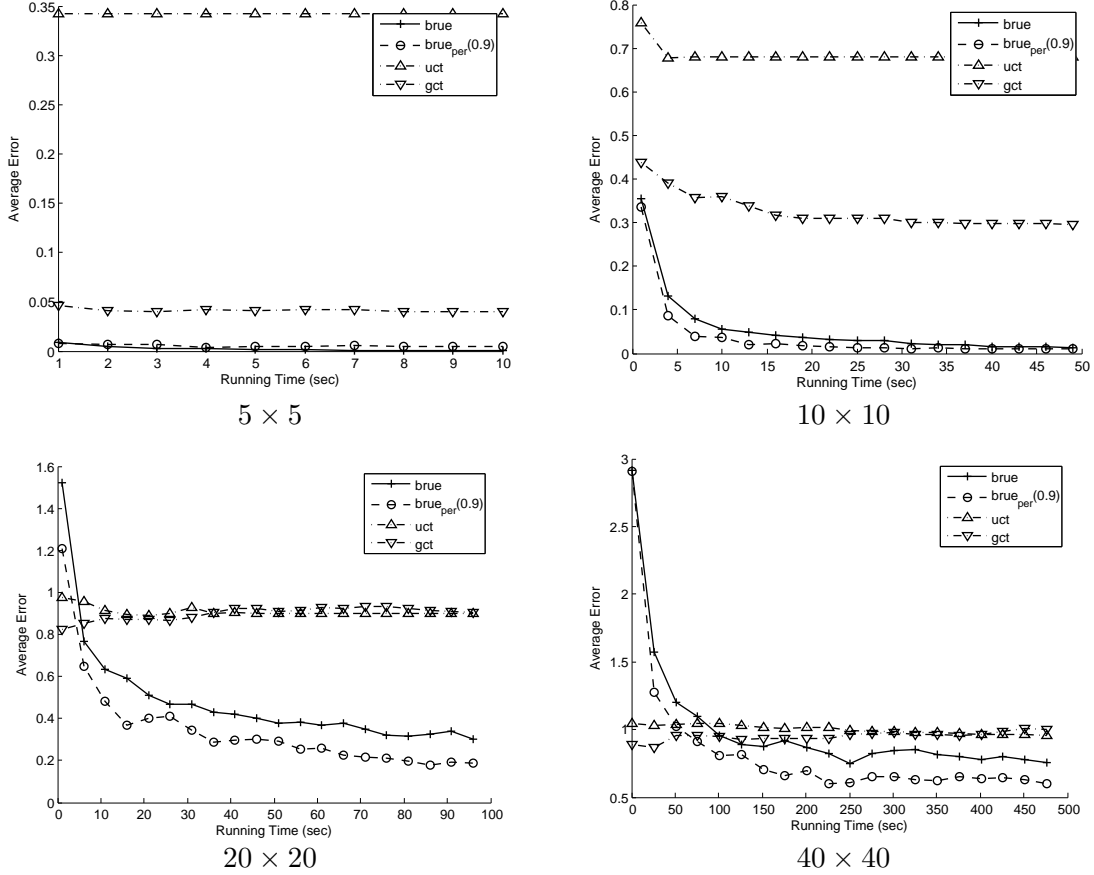 0.35
0.35
0.3
0.25
0.2
0.15
0.1
0.05
0
1 2 3 4 5 6 7 8 9 10
Average Error
Running Time (sec)
brue
brue_per(0.9)
uct
gct
5 × 5
0.8
0.7
0.6
0.5
0.4
0.3
0.2
0.1
0
0 5 10 15 20 25 30 35 40 45 50
Average Error
Running Time (sec)
brue
brue_per(0.9)
uct
gct
10 × 10
1.6
1.4
1.2
1
0.8
0.6
0.4
0.2
0
0 10 20 30 40 50 60 70 80 90 100
Average Error
Running Time (sec)
brue
brue_per(0.9)
uct
gct
20 × 20
3
2.5
2
1.5
1
0.5
0 50 100 150 200 250 300 350 400 450 500
Average Error
Running Time (sec)
brue
brue_per(0.9)
uct
gct
40 × 40